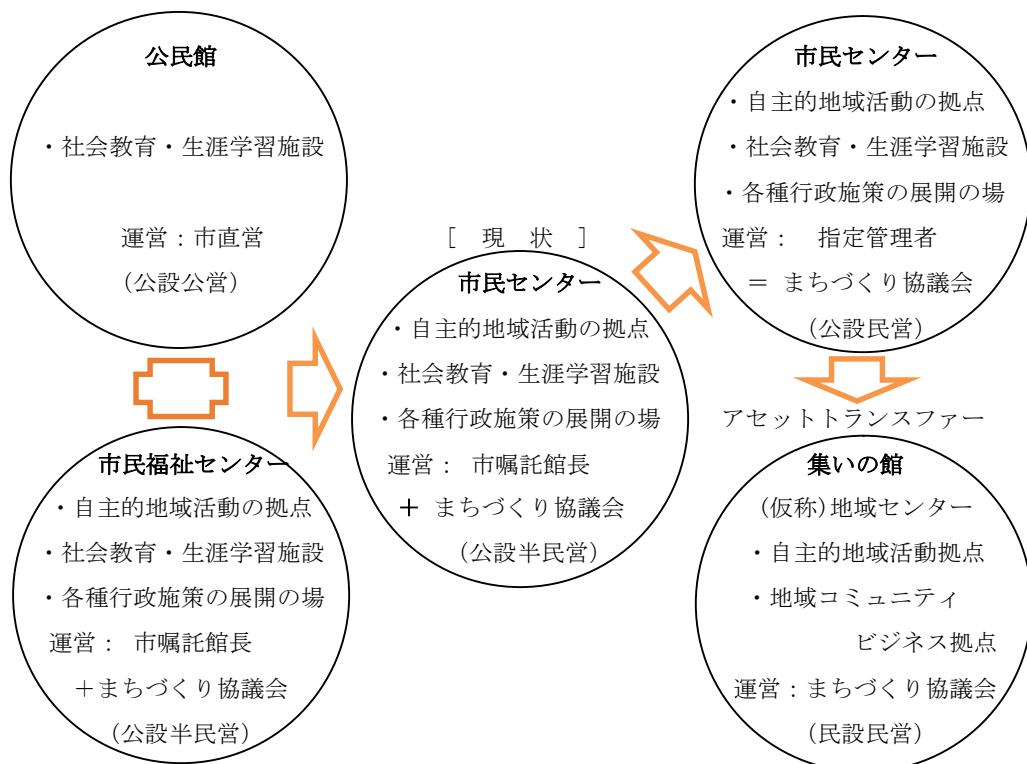 公民館
・社会教育・生涯学習施設
運営：市直営
（公設公営）
市民福祉センター
・自主的地域活動の拠点
・社会教育・生涯学習施設
・各種行政施策の展開の場
運営： 市嘱託館長
＋まちづくり協議会
（公設半民営）
［ 現 状 ］
市民センター
・自主的地域活動の拠点
・社会教育・生涯学習施設
・各種行政施策の展開の場
運営： 市嘱託館長
＋ まちづくり協議会
（公設半民営）
市民センター
・自主的地域活動の拠点
・社会教育・生涯学習施設
・各種行政施策の展開の場
運営： 指定管理者
＝ まちづくり協議会
（公設民営）
アセットトランスファー
集いの館
(仮称)地域センター
・自主的地域活動拠点
・地域コミュニティ
ビジネス拠点
運営：まちづくり協議会
（民設民営）